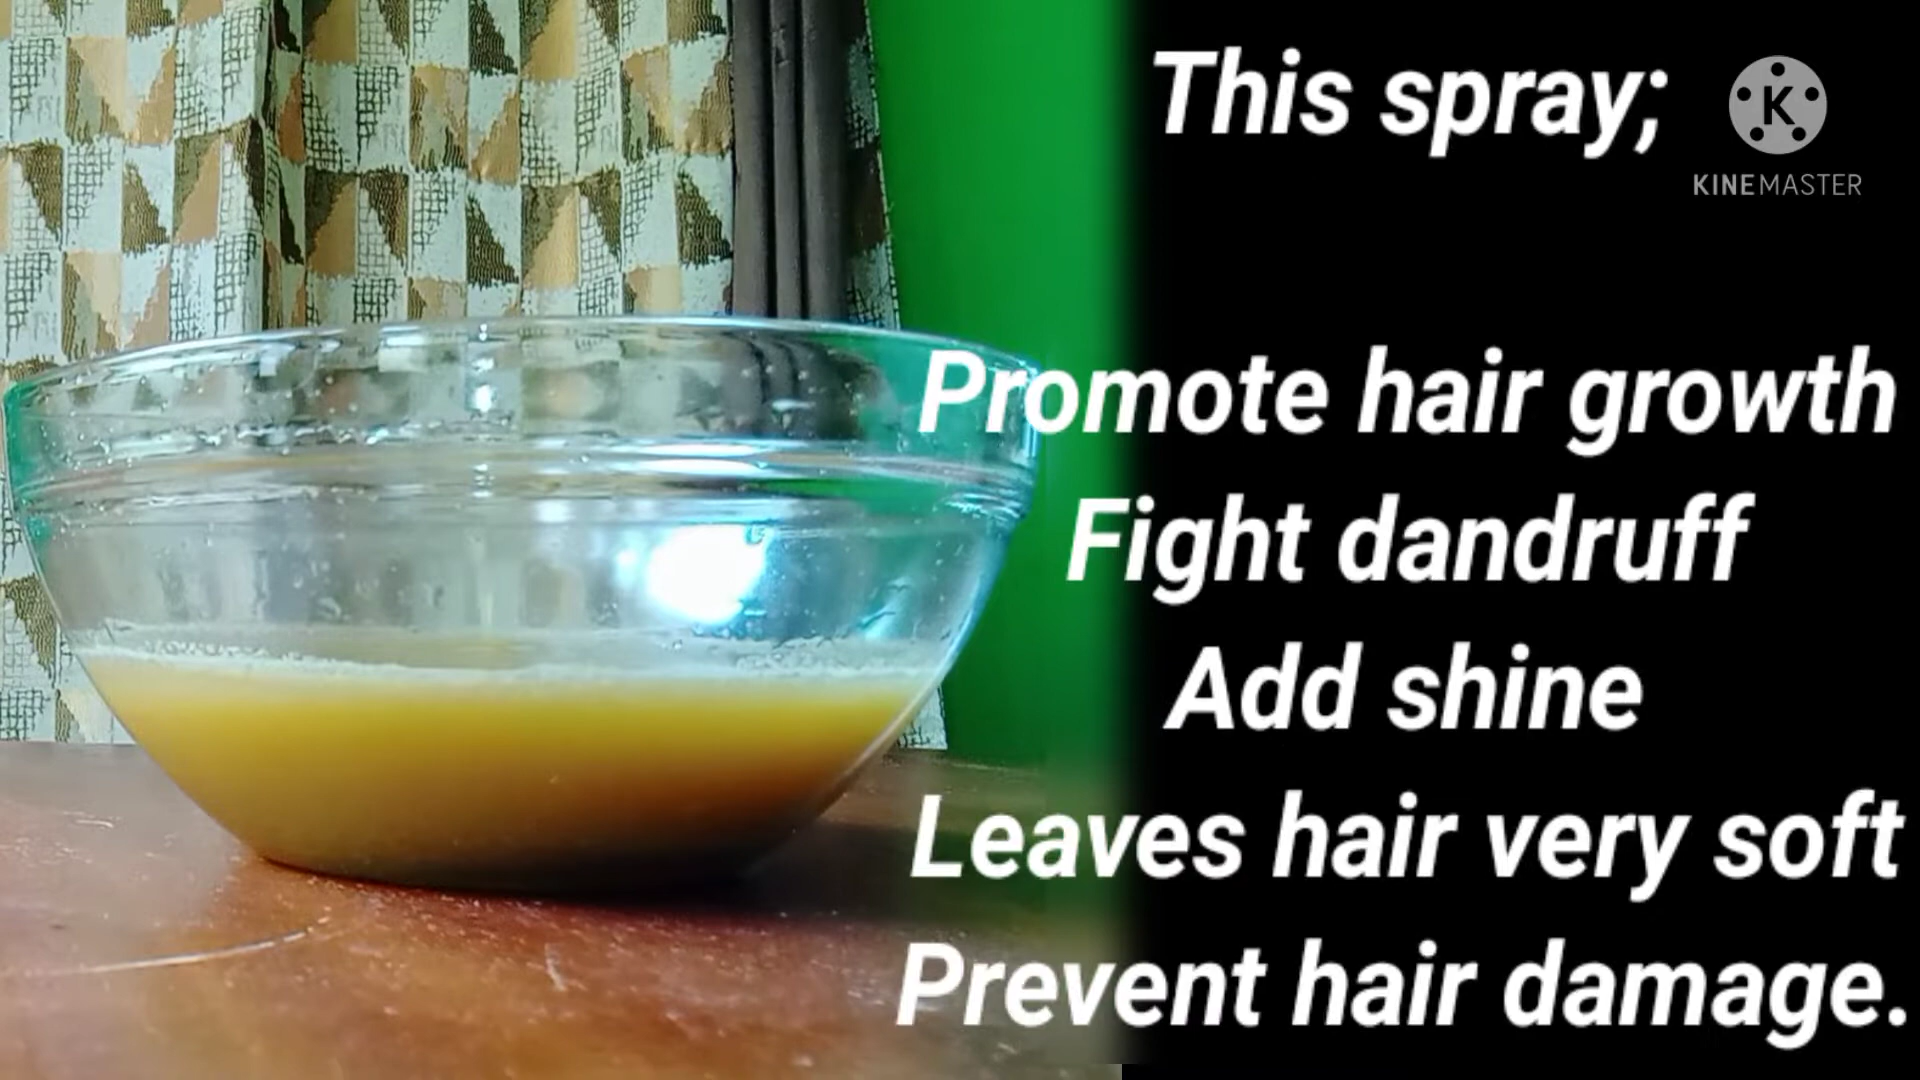 This spray;
KINEMASTER
Promote hair growth
Fight dandruff
Add shine
Leaves hair very soft
Prevent hair damage.